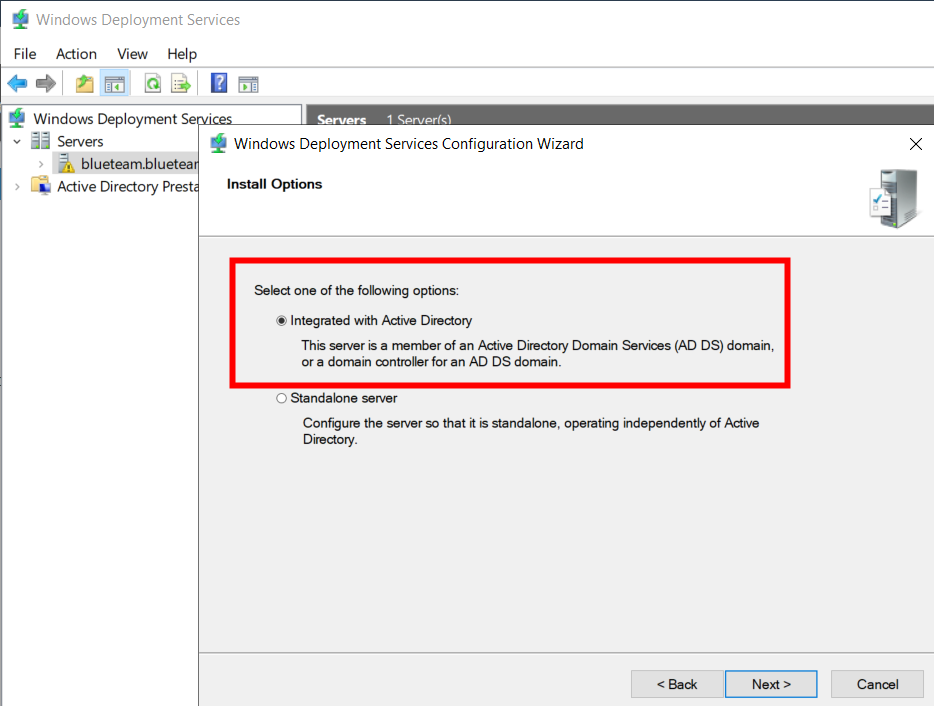 Windows Deployment Services
File Action View Help
Windows Deployment Services
Servers 1 Server(s)
Servers
blueteam.bluetear
Active Directory Presta
Windows Deployment Services Configuration Wizard
Install Options
Select one of the following options:
Integrated with Active Directory
This server is a member of an Active Directory Domain Services (AD DS) domain,
or a domain controller for an AD DS domain.
Standalone server
Configure the server so that it is standalone, operating independently of Active
Directory.
< Back Next > Cancel